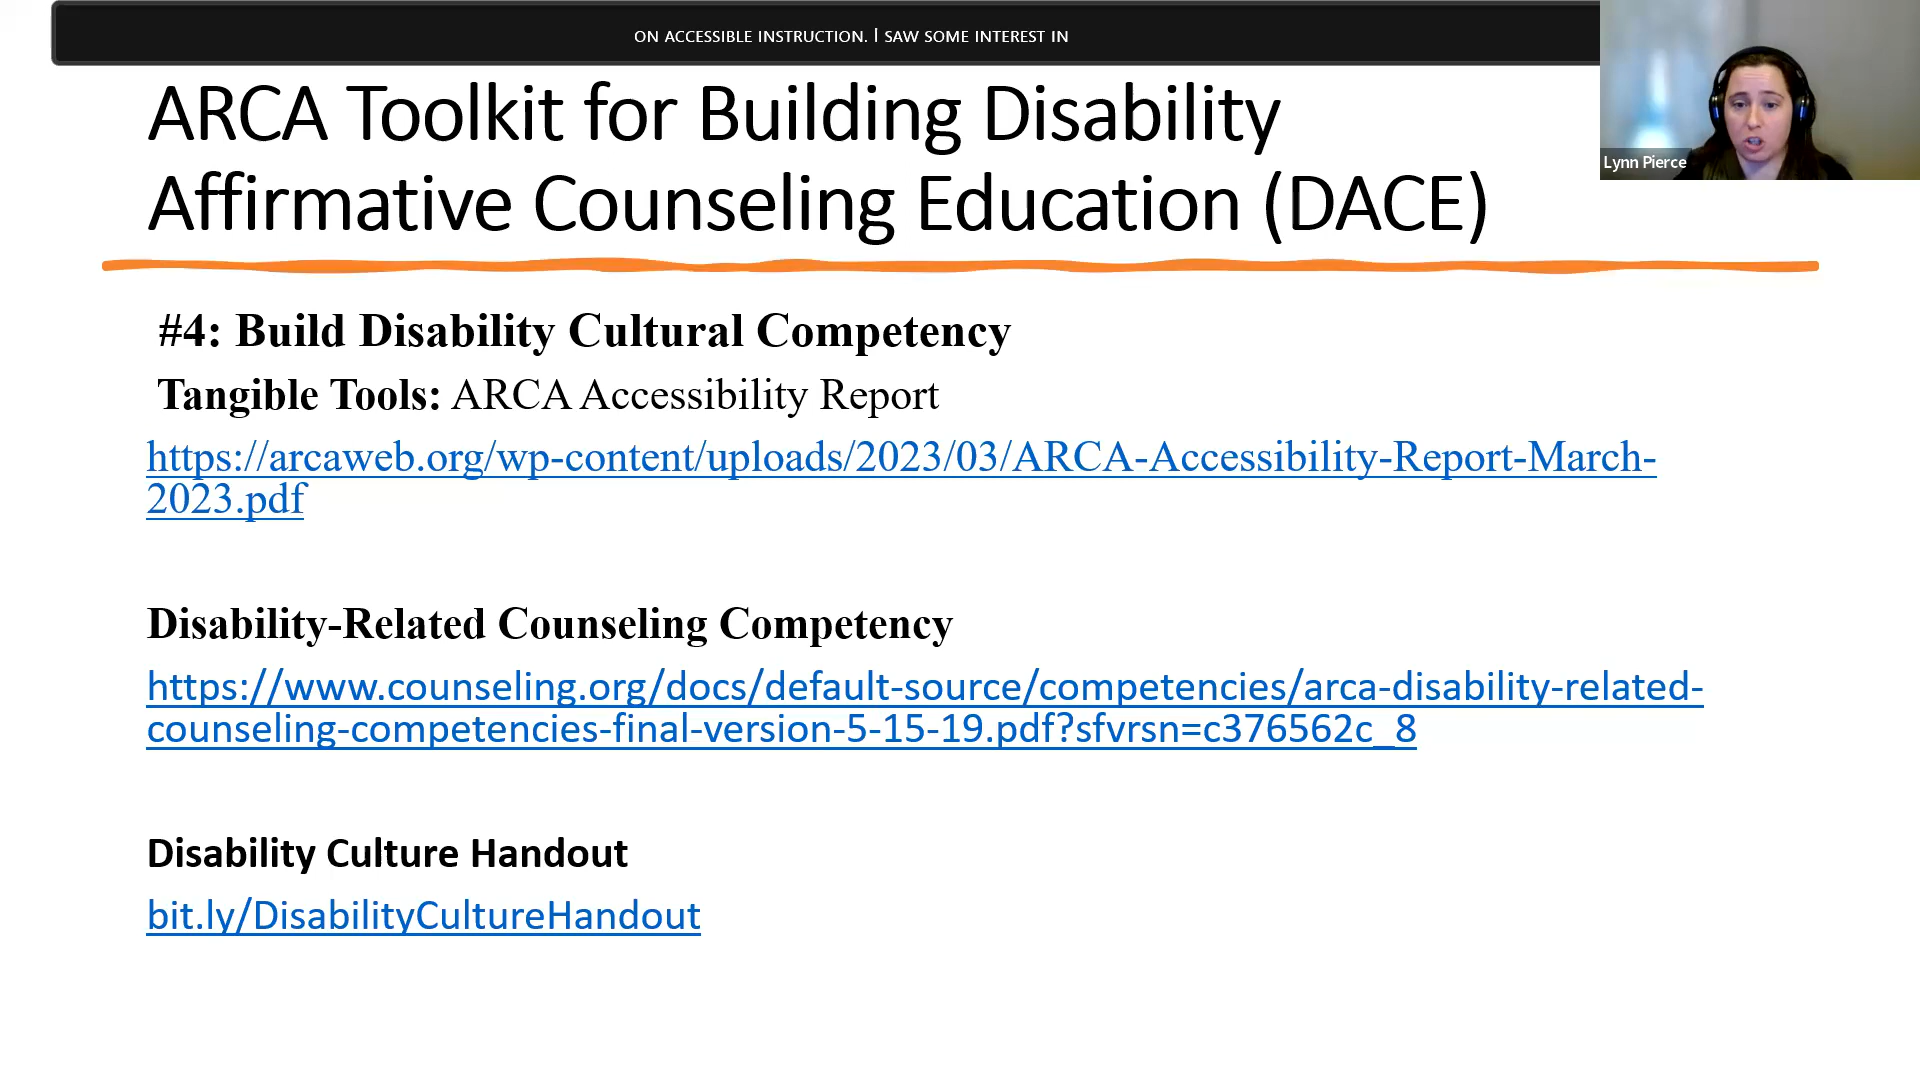 ON ACCESSIBLE INSTRUCTION. I SAW SOME INTEREST IN
Lynn Pierce
ARCA Toolkit for Building Disability
Affirmative Counseling Education (DACE)
#4: Build Disability Cultural Competency
Tangible Tools: ARCA Accessibility Report
https://arcaweb.org/wp-content/uploads/2023/03/ARCA-Accessibility-Report-March-
2023.pdf
Disability-Related Counseling Competency
https://www.counseling.org/docs/default-source/competencies/arca-disability-related-
counseling-competencies-final-version-5-15-19.pdf?sfvrsn=c376562c_8
Disability Culture Handout
bit.ly/DisabilityCultureHandout